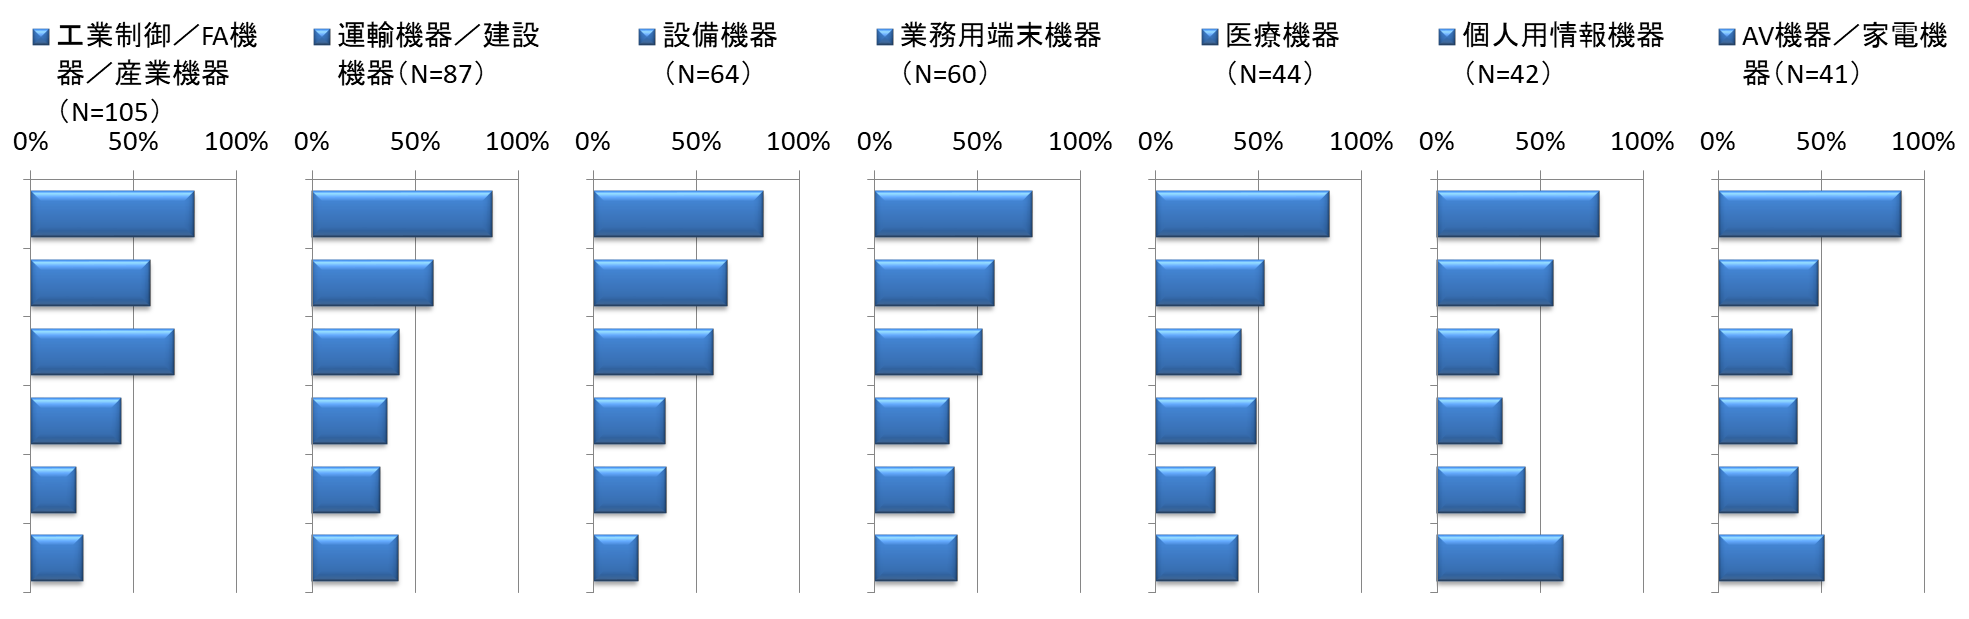 工業制御／FA機
器／産業機器
（N=105）
運輸機器／建設
機器（N=87）
設備機器
（N=64）
業務用端末機器
（N=60）
医療機器
（N=44）
個人用情報機器
（N=42）
AV機器／家電機
器（N=41）
0% 50% 100%
0% 50% 100%
0% 50% 100%
0% 50% 100%
0% 50% 100%
0% 50% 100%
0% 50% 100%